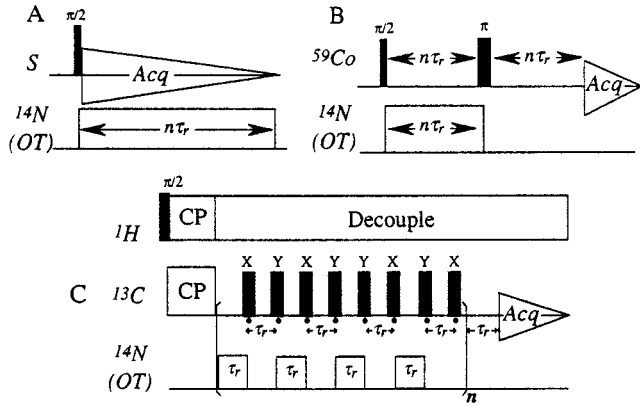 A π/2
S Acq
14N (OT) nτr
B π/2 π
59Co nτr nτr Acq
14N (OT) nτr
π/2
1H CP Decouple
X Y X Y Y X Y X
C 13C CP τr τr τr τr τr Acq
14N (OT) τr τr τr τr n